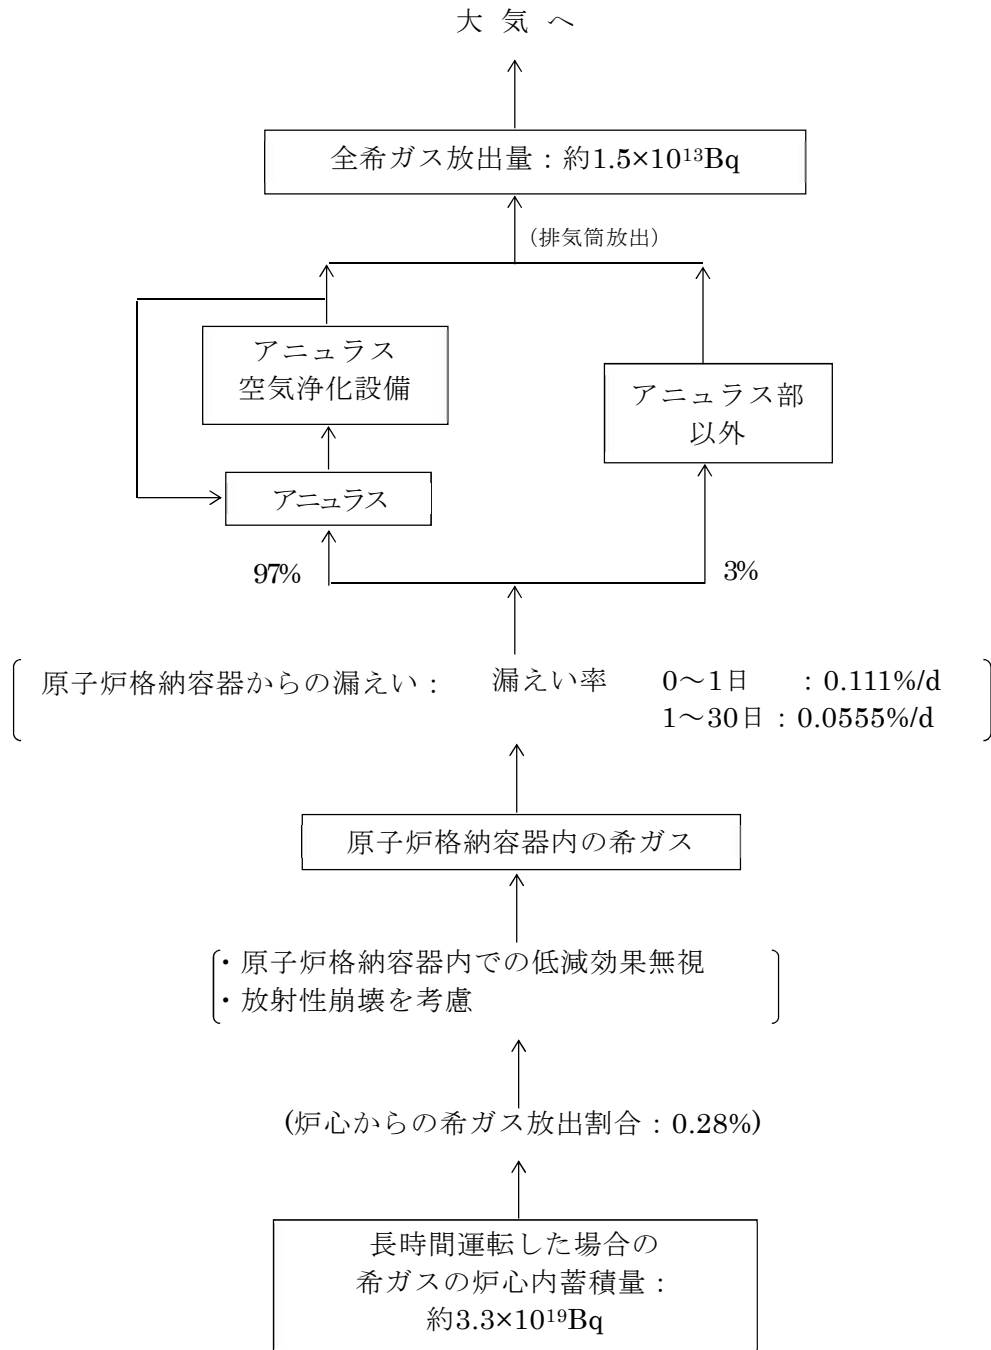 大 気 へ
全希ガス放出量：約1.5×10¹³Bq
（排気筒放出）
アニュラス
空気浄化設備
アニュラス部
以外
アニュラス
97%
3%
原子炉格納容器からの漏えい： 漏えい率 0～1日 ：0.111%/d
1～30日：0.0555%/d
原子炉格納容器内の希ガス
・原子炉格納容器内での低減効果無視
・放射性崩壊を考慮
(炉心からの希ガス放出割合：0.28%)
長時間運転した場合の
希ガスの炉心内蓄積量：
約3.3×10¹⁹Bq